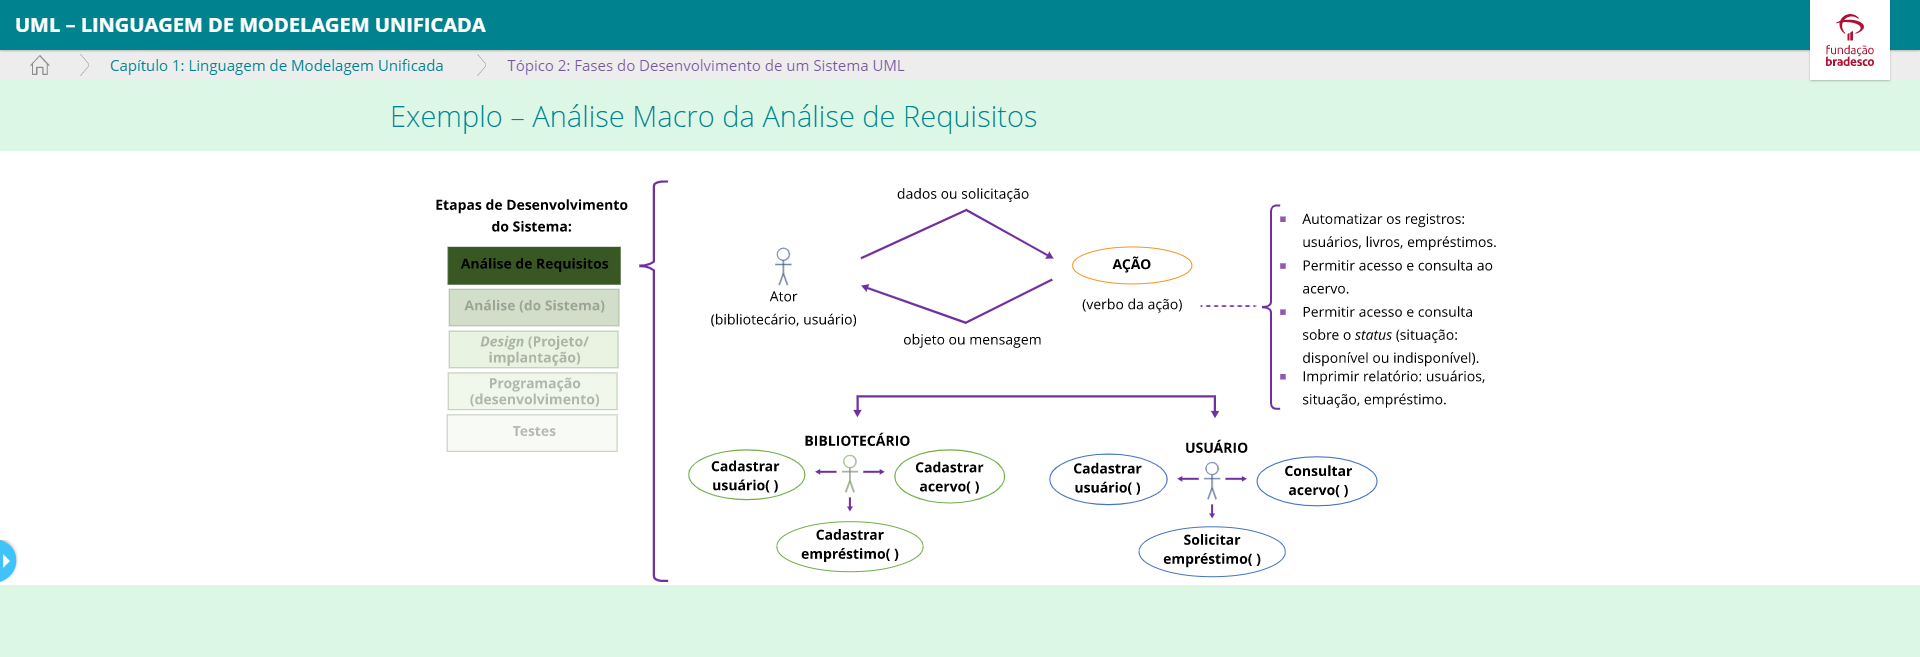 UML – LINGUAGEM DE MODELAGEM UNIFICADA
fundação
bradesco
Capítulo 1: Linguagem de Modelagem Unificada
Tópico 2: Fases do Desenvolvimento de um Sistema UML
Exemplo – Análise Macro da Análise de Requisitos
Etapas de Desenvolvimento
do Sistema:
Análise de Requisitos
Análise (do Sistema)
Design (Projeto/
implantação)
Programação
(desenvolvimento)
Testes
dados ou solicitação
Ator
(bibliotecário, usuário)
AÇÃO
(verbo da ação)
objeto ou mensagem
Automatizar os registros:
usuários, livros, empréstimos.
Permitir acesso e consulta ao
acervo.
Permitir acesso e consulta
sobre o status (situação:
disponível ou indisponível).
Imprimir relatório: usuários,
situação, empréstimo.
BIBLIOTECÁRIO
Cadastrar
usuário( )
Cadastrar
acervo( )
Cadastrar
empréstimo( )
USUÁRIO
Cadastrar
usuário( )
Consultar
acervo( )
Solicitar
empréstimo( )